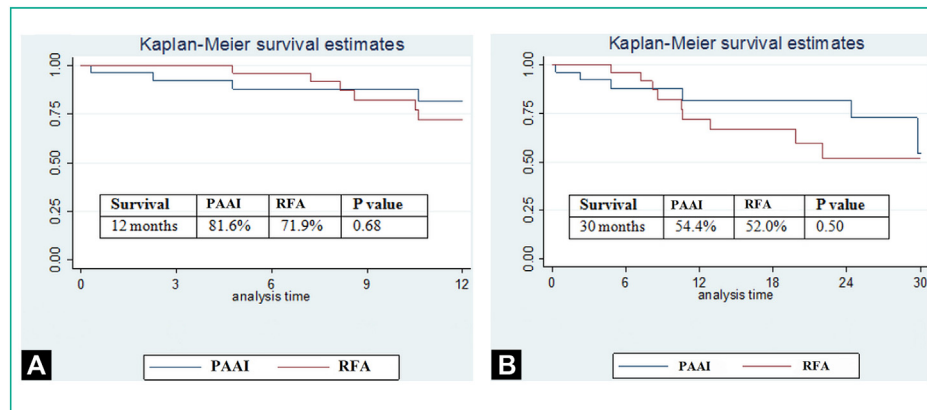 Kaplan-Meier survival estimates
1.00
0.75
0.50
0.25
0.00
Survival PAAI RFA P value
12 months 81.6% 71.9% 0.68
0 3 6 9 12
analysis time
PAAI RFA
A
Kaplan-Meier survival estimates
1.00
0.75
0.50
0.25
0.00
Survival PAAI RFA P value
30 months 54.4% 52.0% 0.50
0 6 12 18 24 30
analysis time
PAAI RFA
B